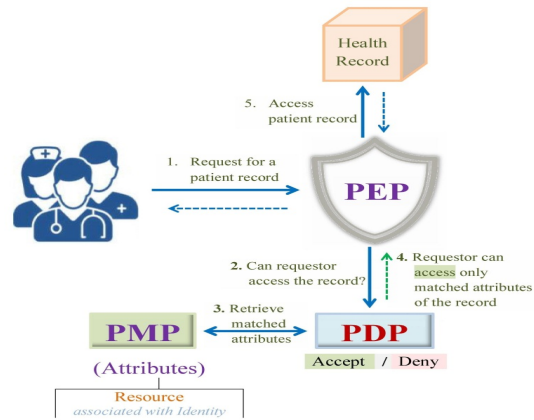 Health
Record
5. Access
patient record
1. Request for a
patient record
PEP
2. Can requestor
access the record?
4. Requestor can
access only
matched attributes
of the record
3. Retrieve
matched
attributes
PMP
PDP
Accept / Deny
(Attributes)
Resource
associated with Identity